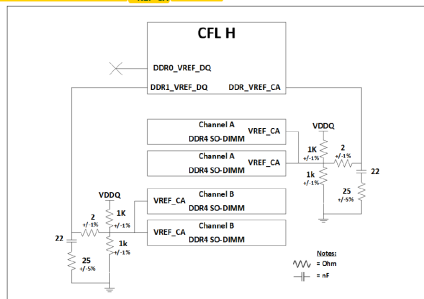 CFL H
DDR0_VREF_DQ
DDR1_VREF_DQ DDR_VREF_CA
Channel A
DDR4 SO-DIMM
VREF_CA
Channel A
DDR4 SO-DIMM
VREF_CA
VDDQ
1K
+/-1%
2
+/-1%
1k
+/-1%
22
25
+/-5%
VREF_CA
Channel B
DDR4 SO-DIMM
VREF_CA
Channel B
DDR4 SO-DIMM
VDDQ
1K
+/-1%
2
+/-1%
1k
+/-1%
22
25
+/-5%
Notes:
= Ohm
= nF